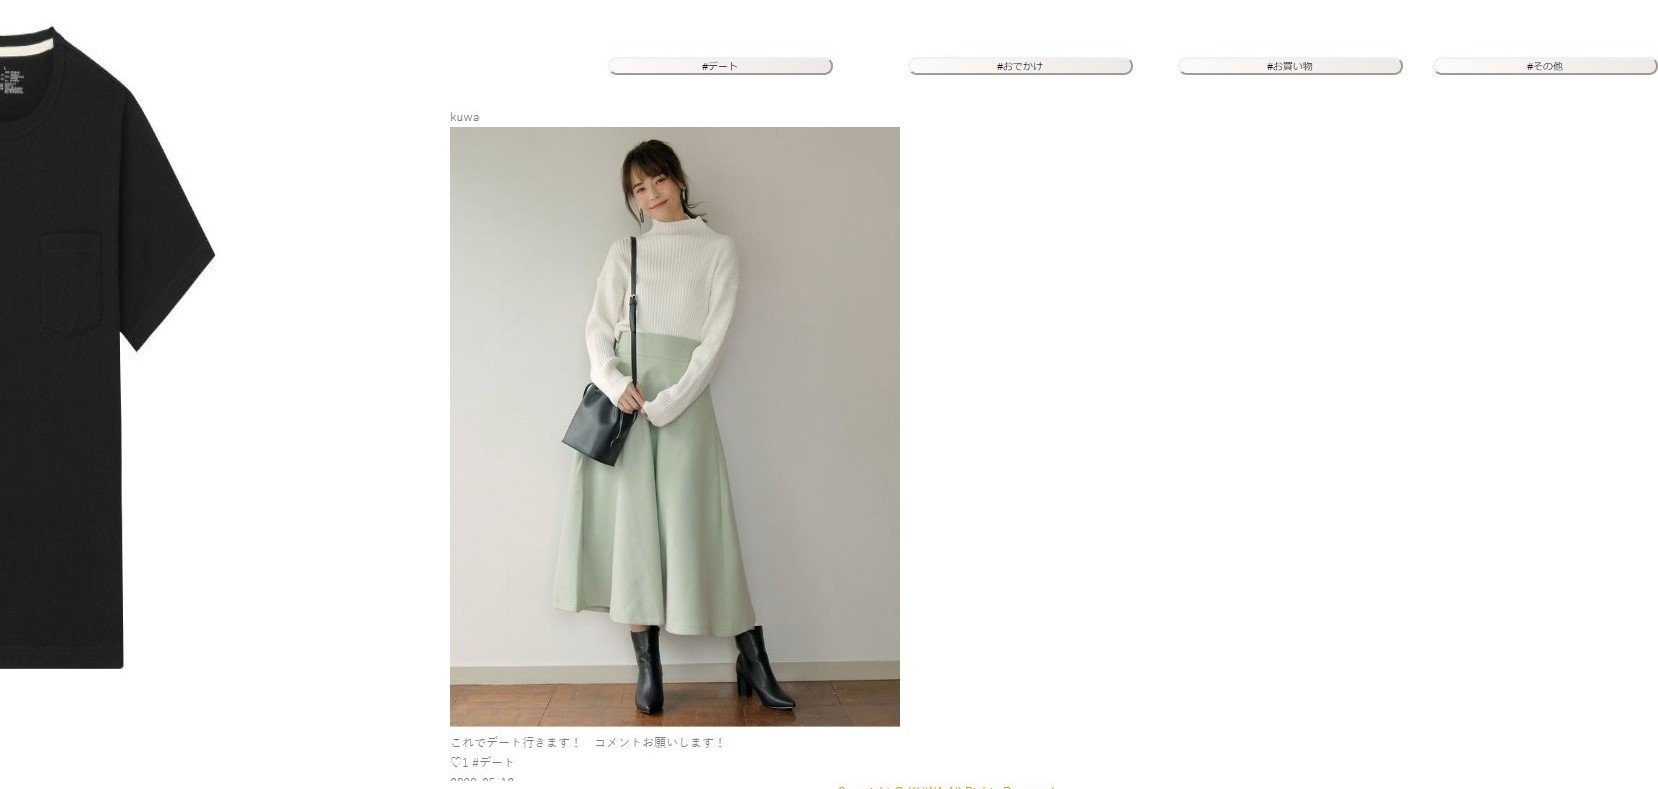 #デート
#おでかけ
#お買い物
#その他
kuwa
これでデート行きます！　コメントお願いします！
♡1 #デート